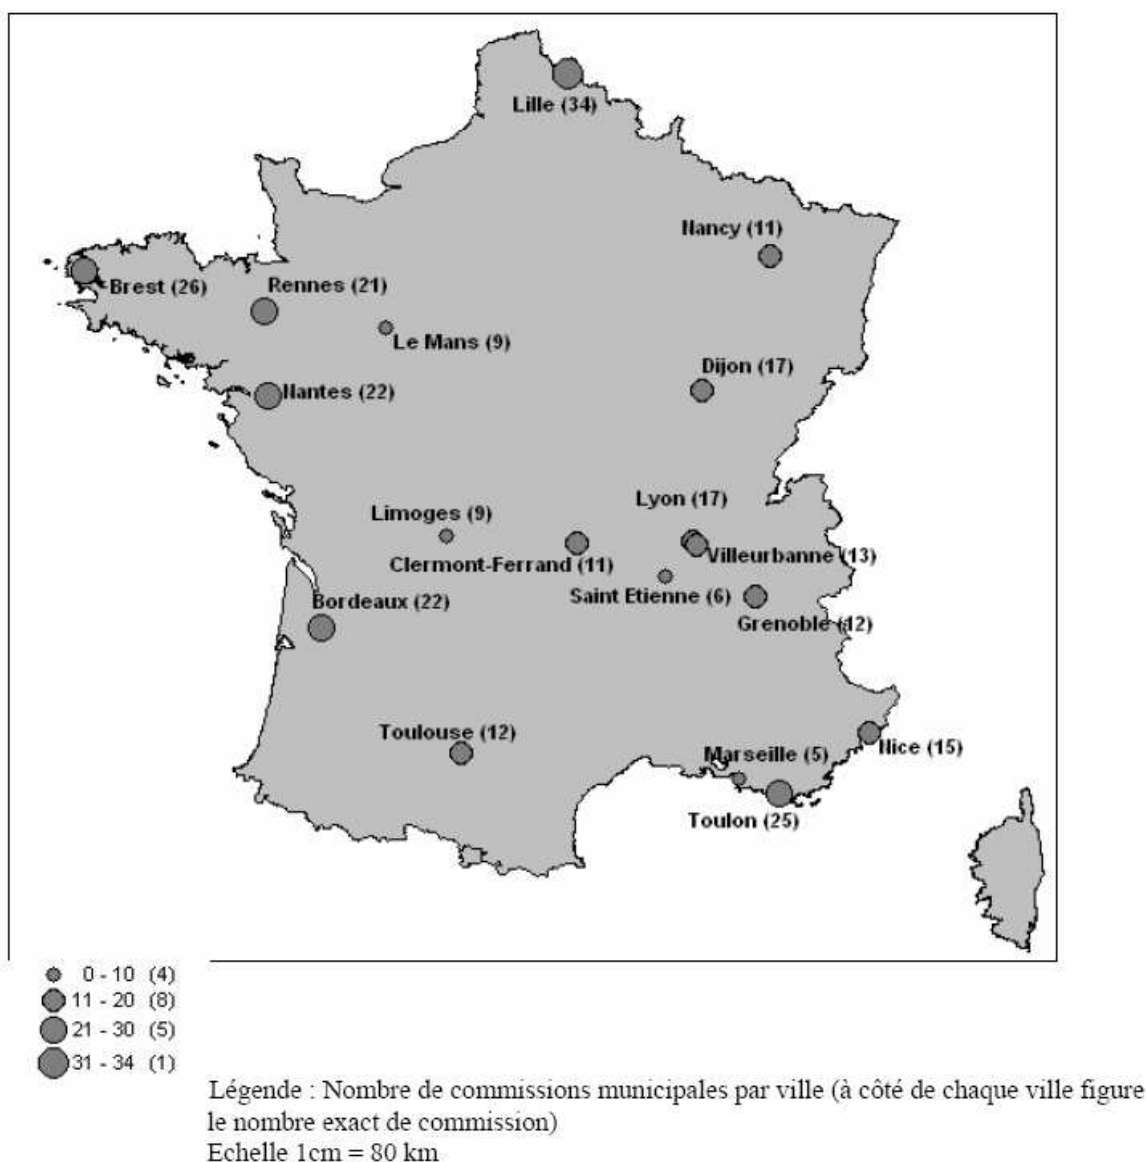 Lille (34)
Nancy (11)
Brest (26)
Rennes (21)
Le Mans (9)
Dijon (17)
Nantes (22)
Lyon (17)
Limoges (9)
Villeurbanne (13)
Clermont-Ferrand (11)
Saint Etienne (6)
Bordeaux (22)
Grenoble (12)
Toulouse (12)
Marseille (5)
Nice (15)
Toulon (25)
0 - 10 (4)
11 - 20 (8)
21 - 30 (5)
31 - 34 (1)
Légende : Nombre de commissions municipales par ville (à côté de chaque ville figure
le nombre exact de commission)
Echelle 1cm = 80 km